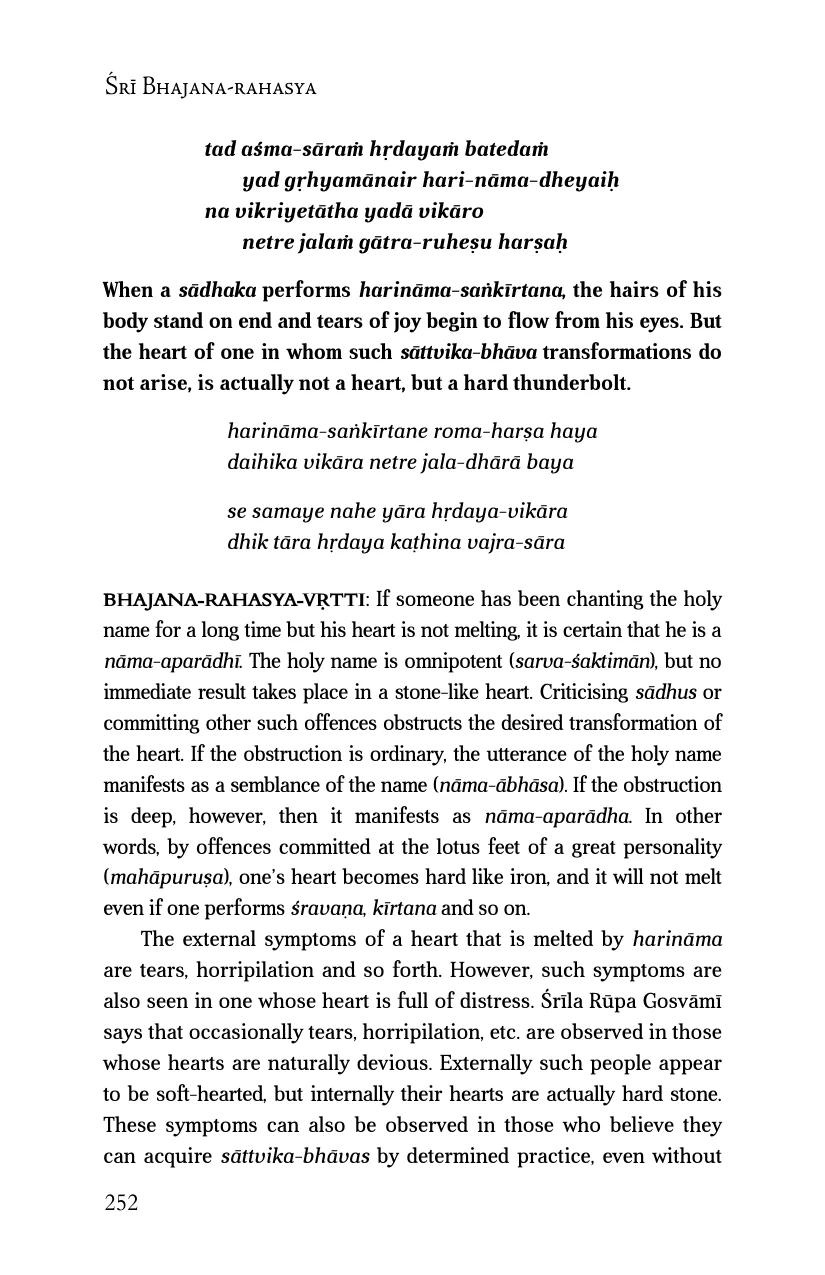 Śrī Bhajana-rahasya
tad aśma-sāraṁ hṛdayaṁ batedaṁ
yad gṛhyamānair hari-nāma-dheyaiḥ
na vikriyetātha yadā vikāro
netre jalaṁ gātra-ruheṣu harṣaḥ
When a sādhaka performs harināma-saṅkīrtana, the hairs of his
body stand on end and tears of joy begin to flow from his eyes. But
the heart of one in whom such sāttvika-bhāva transformations do
not arise, is actually not a heart, but a hard thunderbolt.
harināma-saṅkīrtane roma-harṣa haya
daihika vikāra netre jala-dhārā baya
se samaye nahe yāra hṛdaya-vikāra
dhik tāra hṛdaya kaṭhina vajra-sāra
BHAJANA-RAHASYA-VṚTTI: If someone has been chanting the holy
name for a long time but his heart is not melting, it is certain that he is a
nāma-aparādhī. The holy name is omnipotent (sarva-śaktimān), but no
immediate result takes place in a stone-like heart. Criticising sādhus or
committing other such offences obstructs the desired transformation of
the heart. If the obstruction is ordinary, the utterance of the holy name
manifests as a semblance of the name (nāma-ābhāsa). If the obstruction
is deep, however, then it manifests as nāma-aparādha. In other
words, by offences committed at the lotus feet of a great personality
(mahāpuruṣa), one's heart becomes hard like iron, and it will not melt
even if one performs śravaṇa, kīrtana and so on.
The external symptoms of a heart that is melted by harināma
are tears, horripilation and so forth. However, such symptoms are
also seen in one whose heart is full of distress. Śrīla Rūpa Gosvāmī
says that occasionally tears, horripilation, etc. are observed in those
whose hearts are naturally devious. Externally such people appear
to be soft-hearted, but internally their hearts are actually hard stone.
These symptoms can also be observed in those who believe they
can acquire sāttvika-bhāvas by determined practice, even without
252